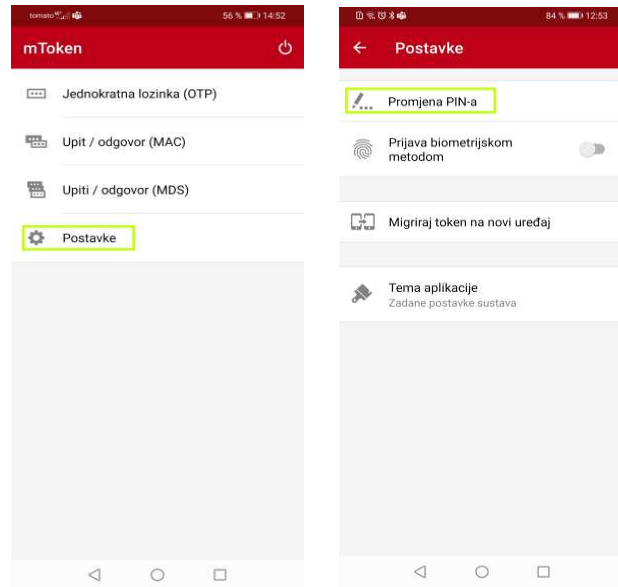 tomato
56 % 14:52
mToken
Jednokratna lozinka (OTP)
Upit / odgovor (MAC)
Upiti / odgovor (MDS)
Postavke
84 % 12:53
Postavke
Promjena PIN-a
Prijava biometrijskom
metodom
Migriraj token na novi uređaj
Tema aplikacije
Zadane postavke sustava